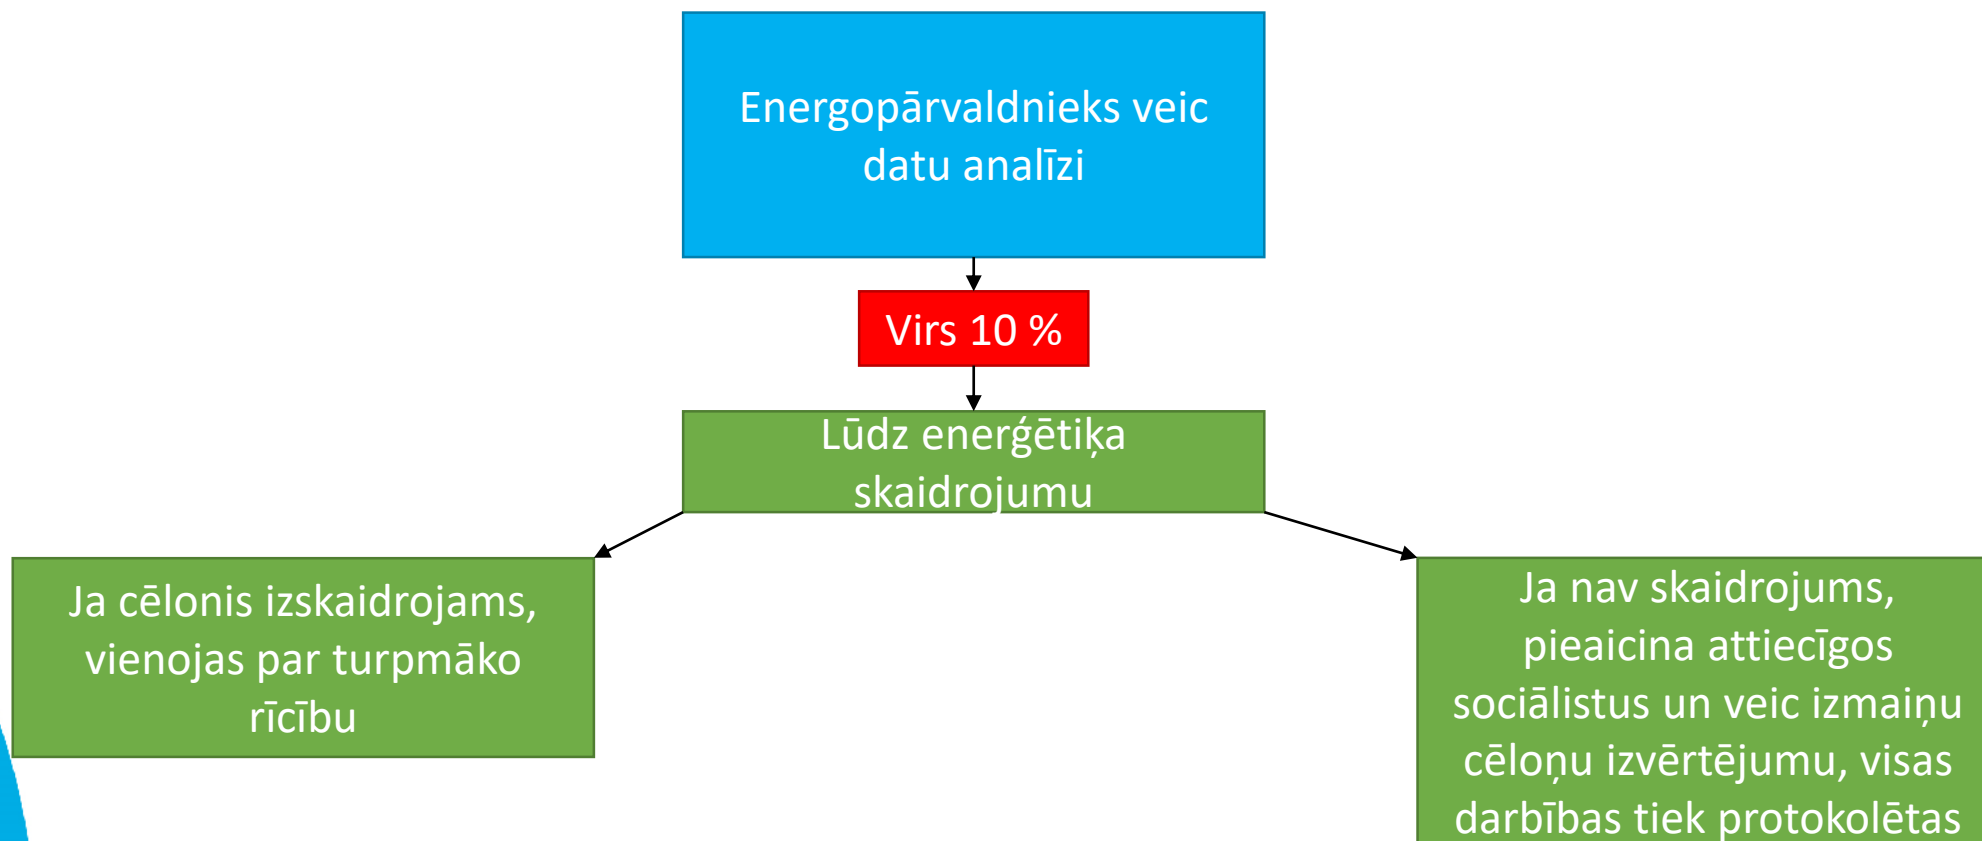 Energopārvaldnieks veic
datu analīzi
Virs 10 %
Lūdz enerģētiķa
skaidrojumu
Ja cēlonis izskaidrojams,
vienojas par turpmāko
rīcību
Ja nav skaidrojums,
pieaicina attiecīgos
sociālistus un veic izmaiņu
cēloņu izvērtējumu, visas
darbības tiek protokolētas